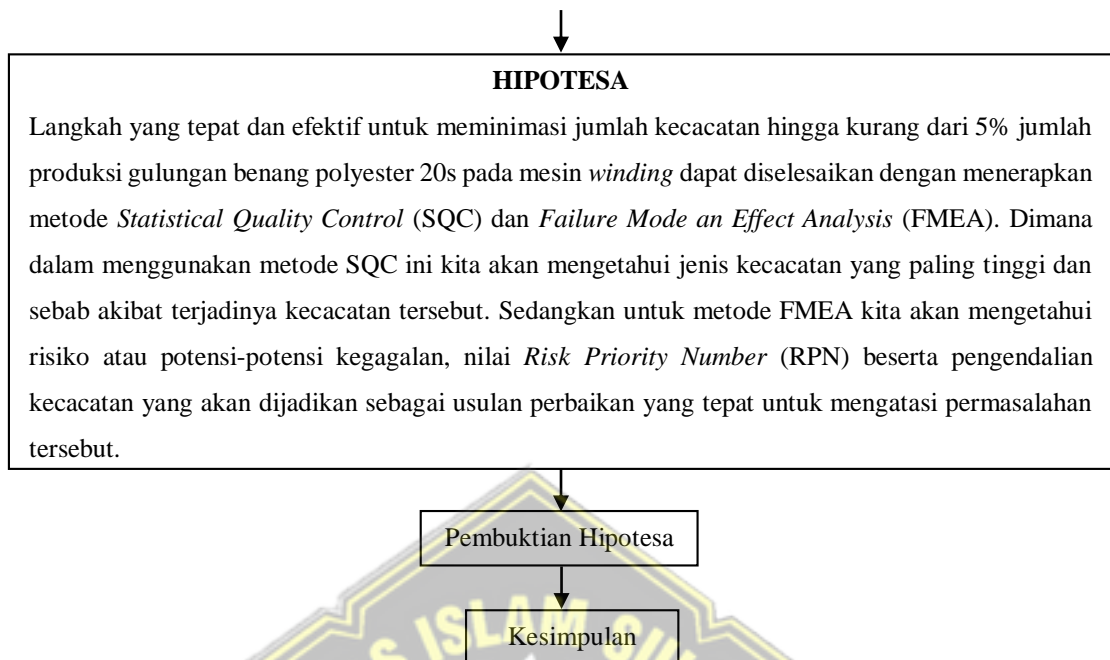 HIPOTESA
Langkah yang tepat dan efektif untuk meminimasi jumlah kecacatan hingga kurang dari 5% jumlah
produksi gulungan benang polyester 20s pada mesin winding dapat diselesaikan dengan menerapkan
metode Statistical Quality Control (SQC) dan Failure Mode an Effect Analysis (FMEA). Dimana
dalam menggunakan metode SQC ini kita akan mengetahui jenis kecacatan yang paling tinggi dan
sebab akibat terjadinya kecacatan tersebut. Sedangkan untuk metode FMEA kita akan mengetahui
risiko atau potensi-potensi kegagalan, nilai Risk Priority Number (RPN) beserta pengendalian
kecacatan yang akan dijadikan sebagai usulan perbaikan yang tepat untuk mengatasi permasalahan
tersebut.
Pembuktian Hipotesa
ISLAM
Kesimpulan